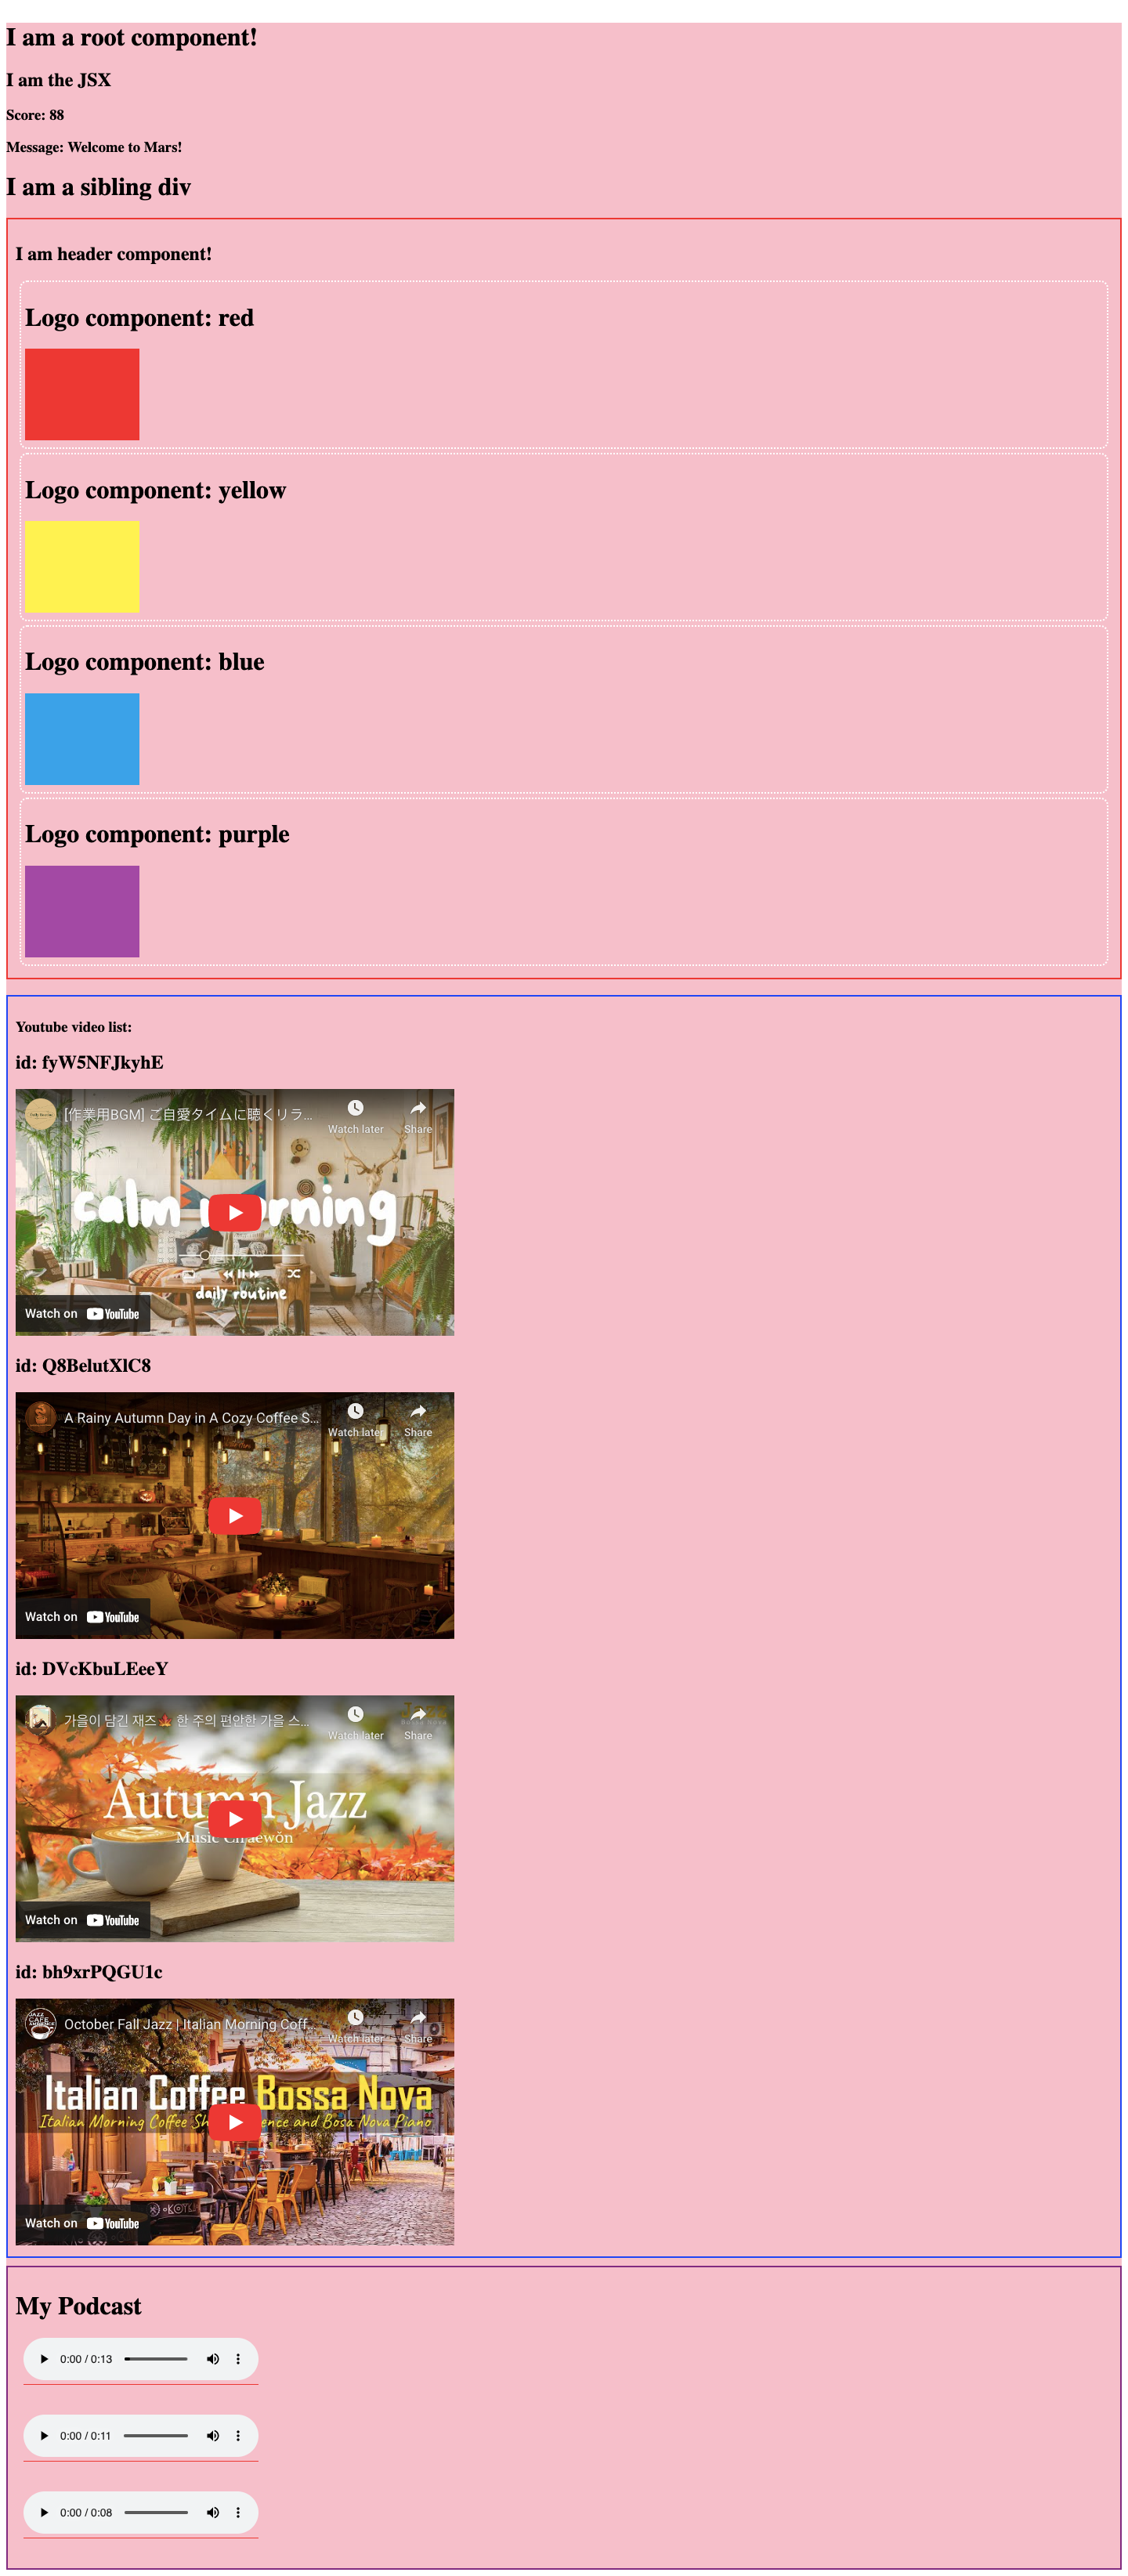 I am a root component!
I am the JSX
Score: 88
Message: Welcome to Mars!
I am a sibling div
I am header component!
Logo component: red
Logo component: yellow
Logo component: blue
Logo component: purple
Youtube video list:
id: fyW5NFJkyhE
[作業用BGM] ご自愛タイムに聴くリラ...
Watch later
Share
calm morning
daily routine
Watch on YouTube
id: Q8BelutXlC8
A Rainy Autumn Day in A Cozy Coffee S...
Watch later
Share
Watch on YouTube
id: DVcKbuLEeeY
가을이 담긴 재즈🍁 한 주의 편안한 가을 스...
Watch later
Share
Jazz
Autumn Jazz
Music Chaewŏn
Watch on YouTube
id: bh9xrPQGU1c
JAZZ CAFE
October Fall Jazz | Italian Morning Coff...
Watch later
Share
Italian Coffee Bossa Nova
Italian Morning Coffee Sh ence and Bosa Nova Piano
Watch on YouTube
My Podcast
0:00 / 0:13
0:00 / 0:11
0:00 / 0:08